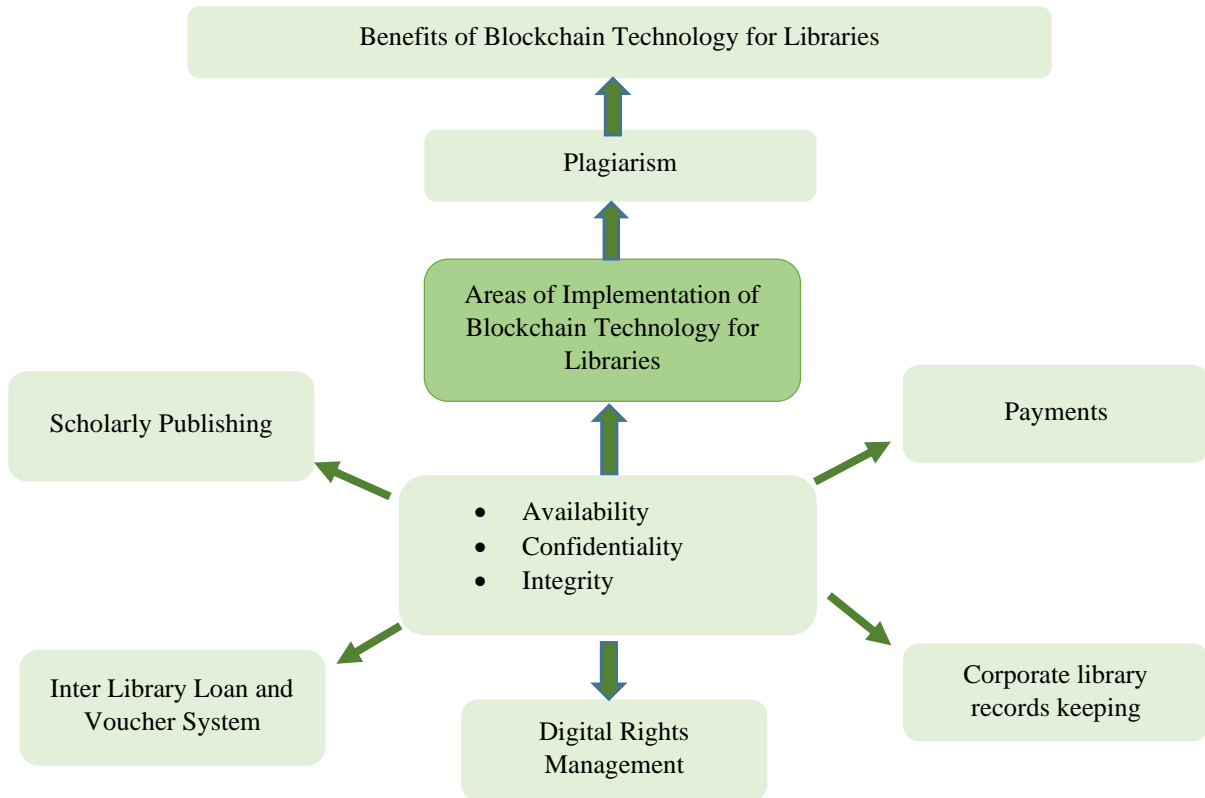 Benefits of Blockchain Technology for Libraries
Plagiarism
Areas of Implementation of
Blockchain Technology for
Libraries
Scholarly Publishing
Payments
• Availability
• Confidentiality
• Integrity
Inter Library Loan and
Voucher System
Digital Rights
Management
Corporate library
records keeping